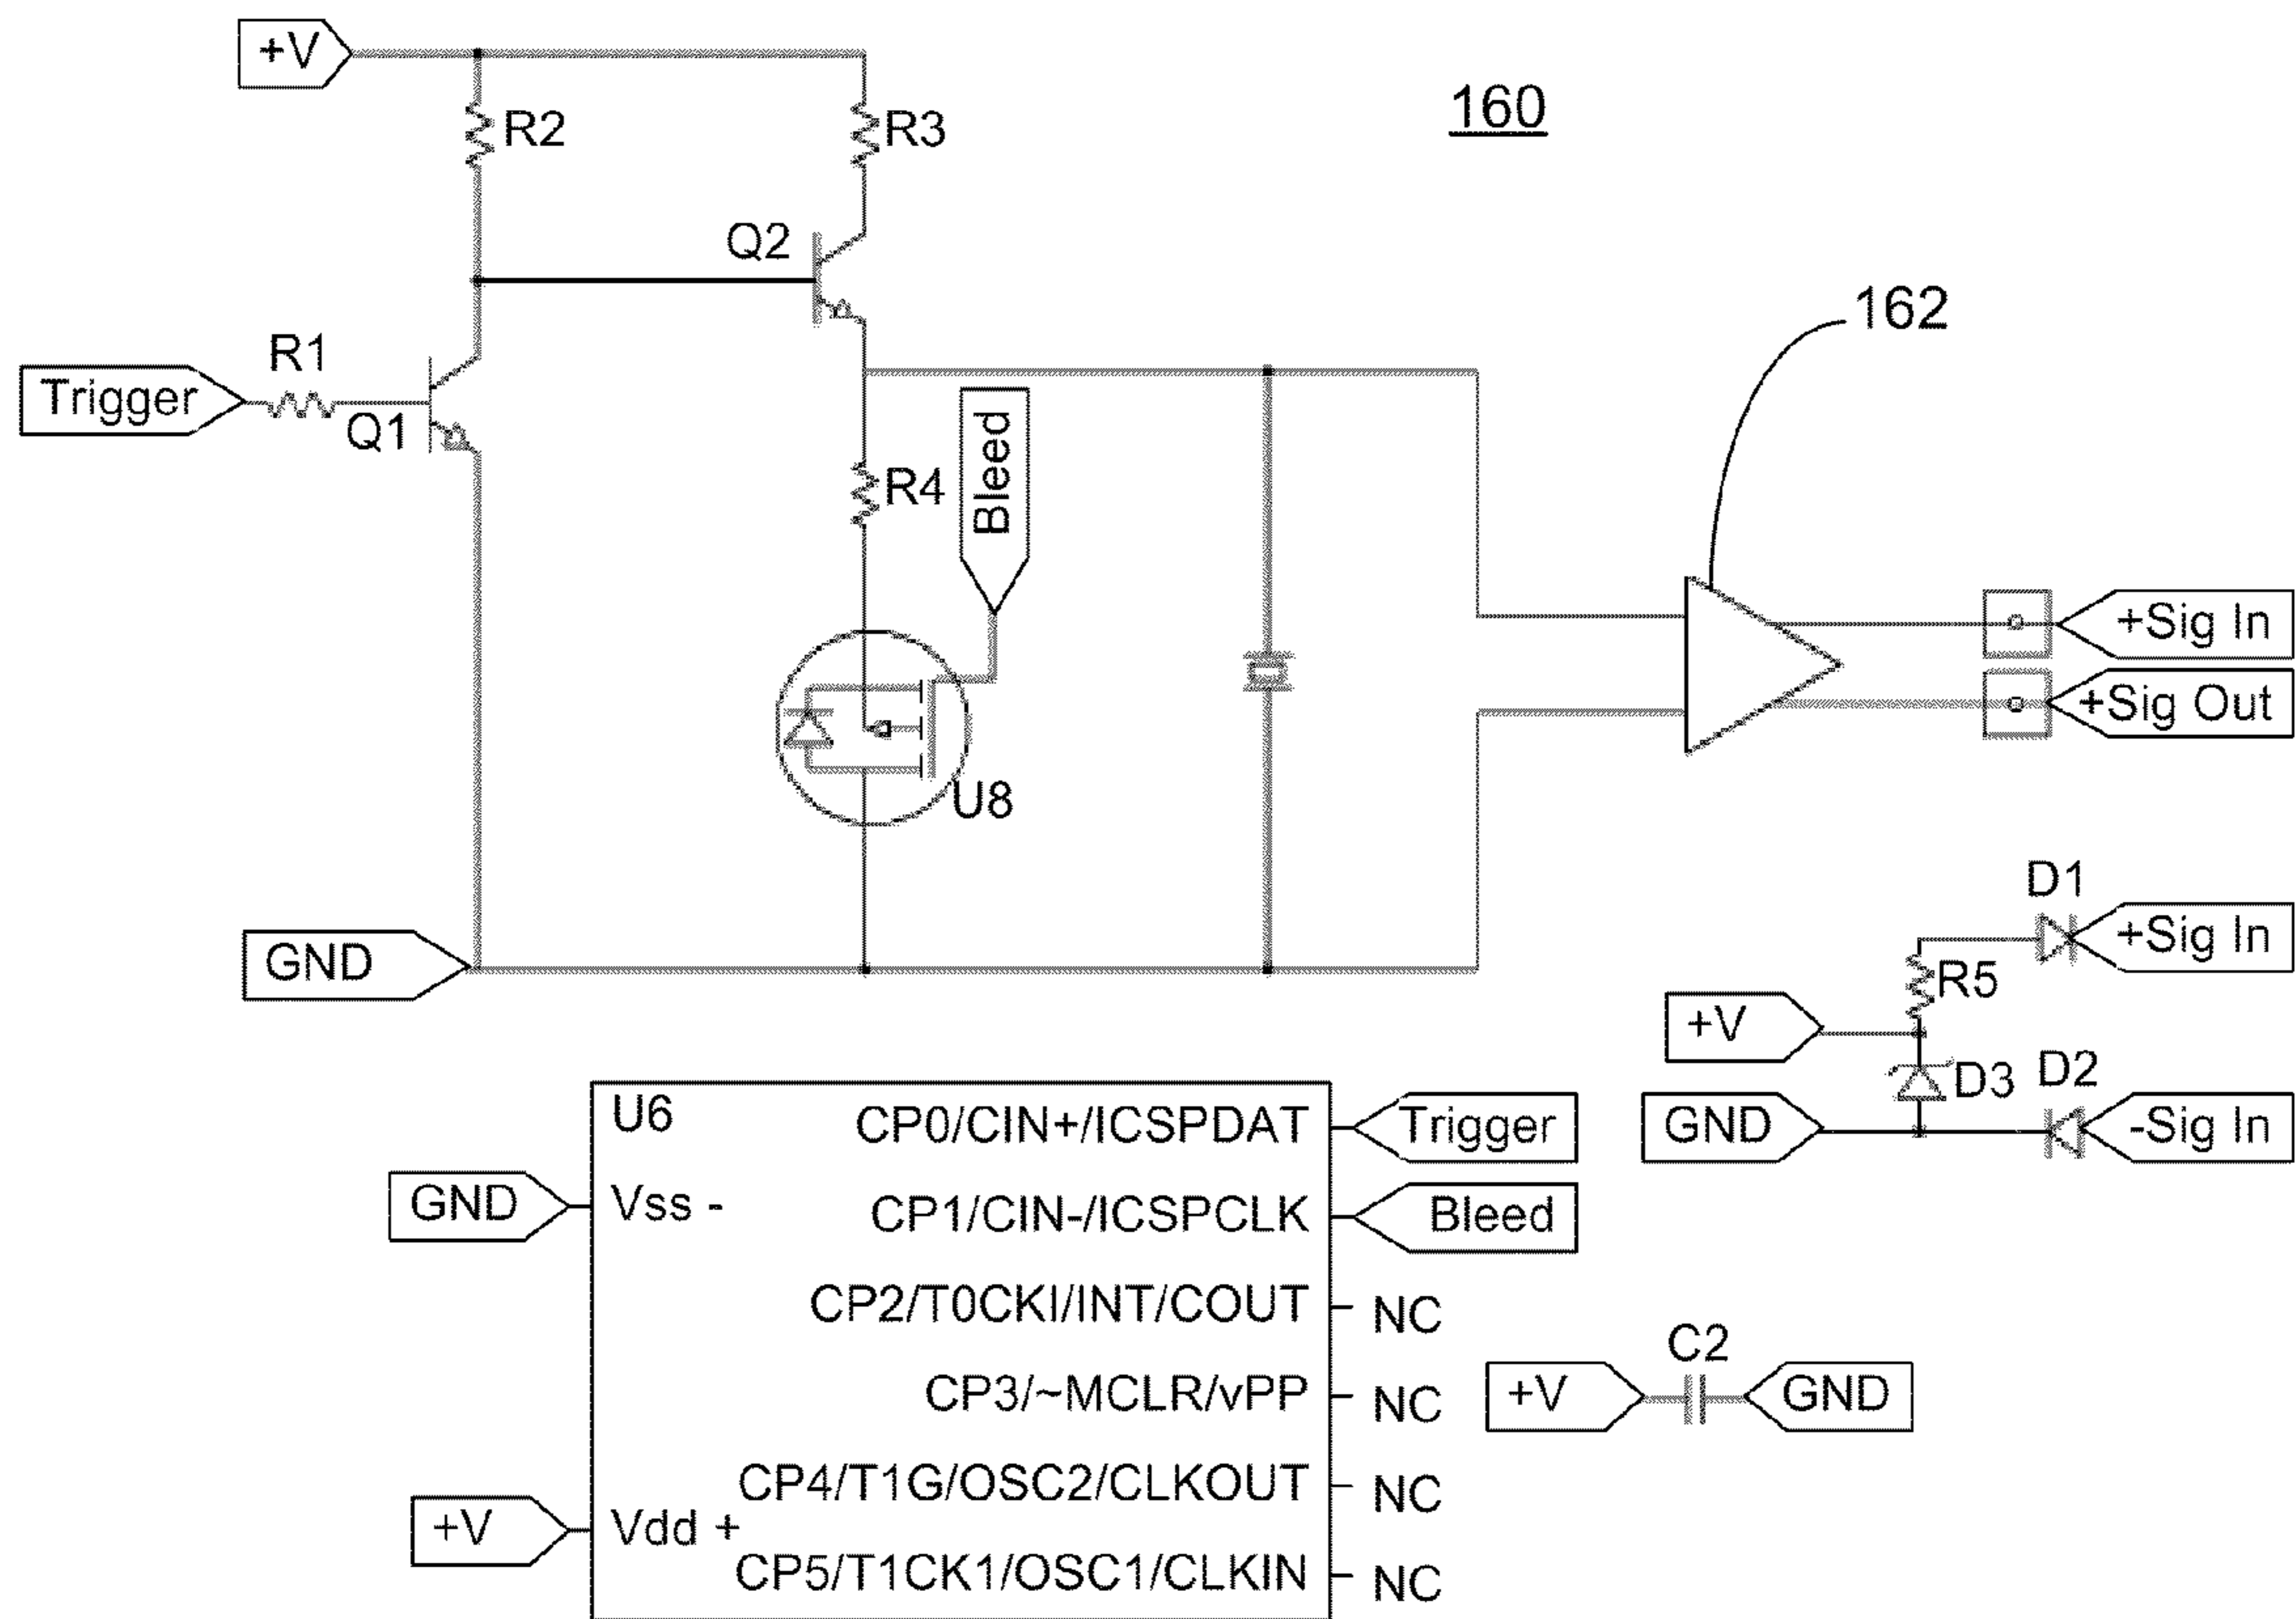 +V
160
R2
R3
Q2
162
R1
Trigger
Q1
Bleed
R4
+Sig In
+Sig Out
U8
D1
+Sig In
GND
R5
+V
D3
D2
GND
-Sig In
U6
CP0/CIN+/ICSPDAT
Trigger
GND
Vss -
CP1/CIN-/ICSPCLK
Bleed
CP2/T0CKI/INT/COUT
NC
C2
CP3/~MCLR/vPP
NC
+V
GND
CP4/T1G/OSC2/CLKOUT
NC
+V
Vdd +
CP5/T1CK1/OSC1/CLKIN
NC